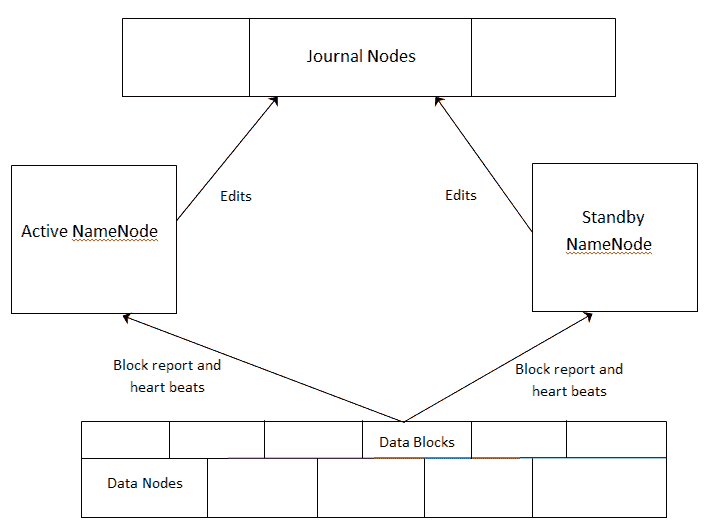 Journal Nodes
Edits
Edits
Active NameNode
Standby
NameNode
Block report and
heart beats
Block report and
heart beats
Data Blocks
Data Nodes